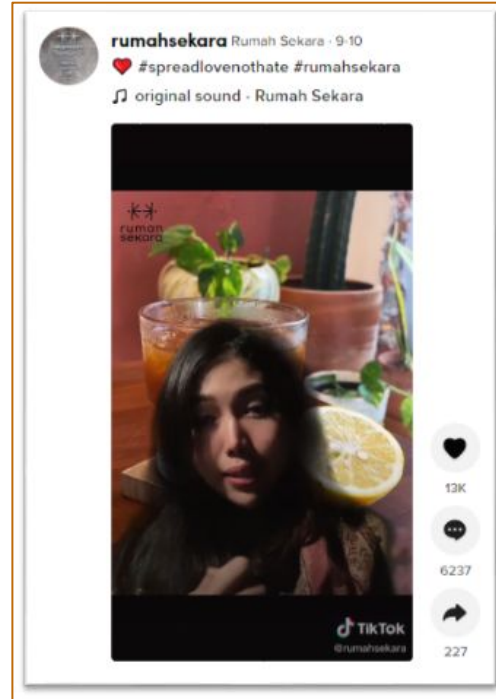 rumahsekara Rumah Sekara · 9-10
❤️ #spreadlovenothate #rumahsekara
♫ original sound - Rumah Sekara
rumah
sekara
13K
6237
227
TikTok
@rumahsekara